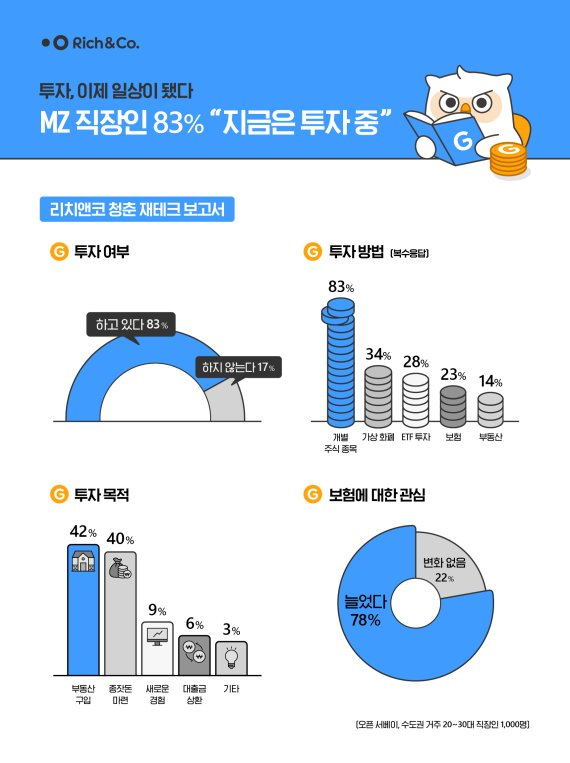 Rich&Co.
투자, 이제 일상이 됐다
MZ 직장인 83% “지금은 투자 중”
G
G
리치앤코 청춘 재테크 보고서
G 투자 여부
하고 있다 83%
하지 않는다 17%
G 투자 방법 (복수응답)
83%
34%
28%
23%
14%
개별
주식 종목
가상 화폐
ETF 투자
보험
부동산
G 투자 목적
42%
40%
9%
6%
3%
₩
₩
₩
부동산
구입
종잣돈
마련
새로운
경험
대출금
상환
기타
G 보험에 대한 관심
변화 없음
22%
늘었다
78%
(오픈 서베이, 수도권 거주 20~30대 직장인 1,000명)